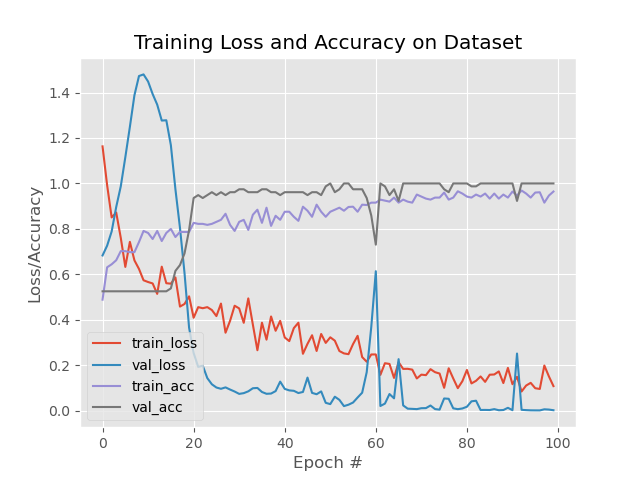 Training Loss and Accuracy on Dataset
Loss/Accuracy
1.4
1.2
1.0
0.8
0.6
0.4
0.2
0.0
train_loss
val_loss
train_acc
val_acc
0 20 40 60 80 100
Epoch #